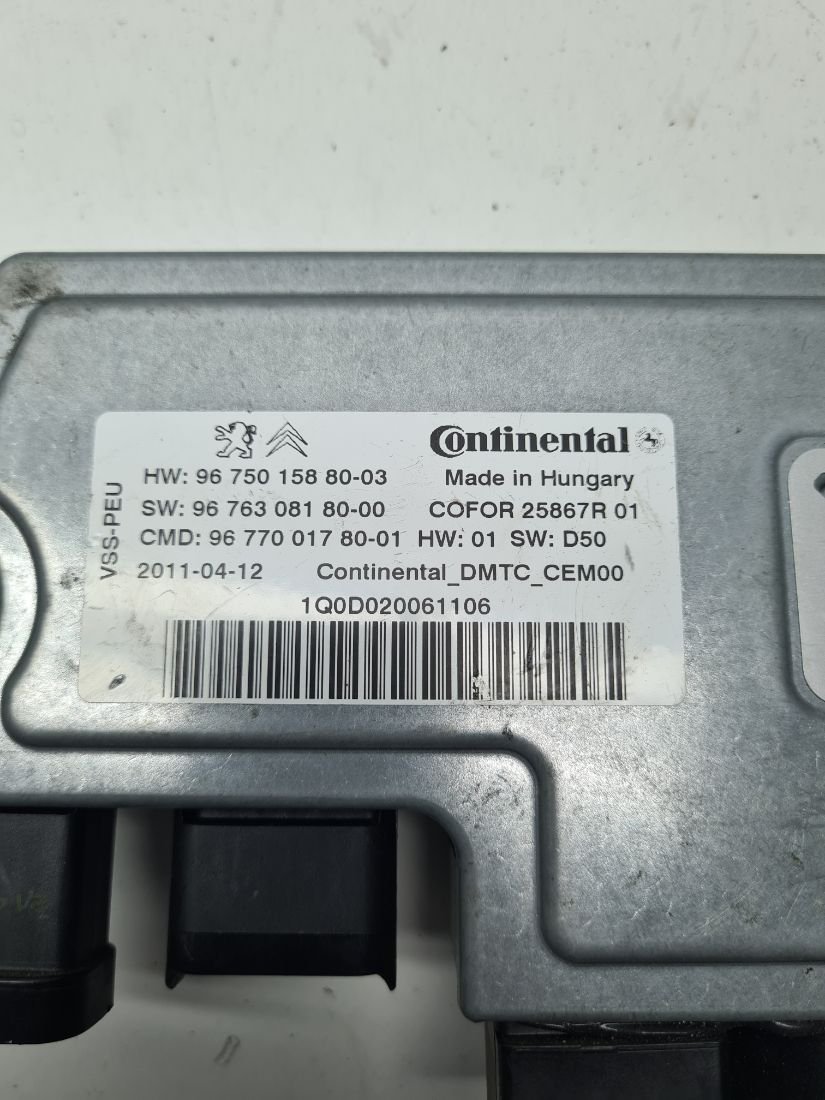 Continental
HW: 96 750 158 80-03 Made in Hungary
SW: 96 763 081 80-00 COFOR 25867R 01
CMD: 96 770 017 80-01 HW: 01 SW: D50
2011-04-12 Continental_DMTC_CEM00
1Q0D020061106
VSS-PEU